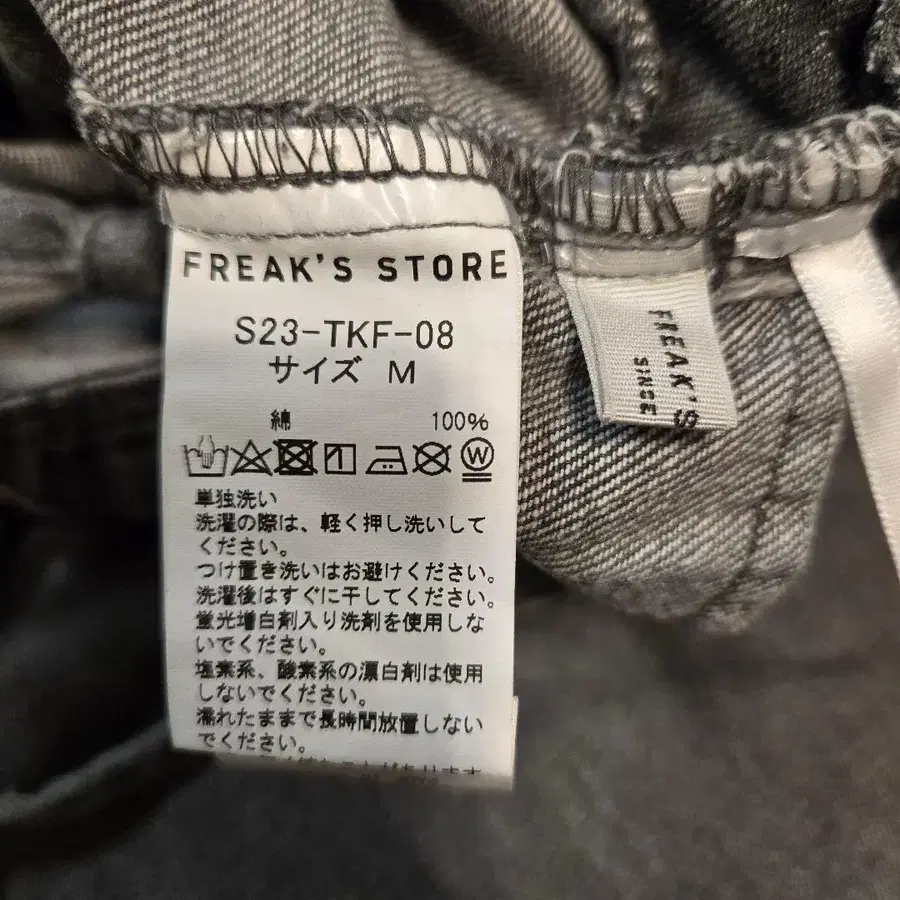 FREAK'S STORE
S23-TKF-08
サイズ M
綿 100%
W
単独洗い
洗濯の際は、軽く押し洗いして
ください。
つけ置き洗いはお避けください。
洗濯後はすぐに干してください。
蛍光増白剤入り洗剤を使用しな
いでください。
塩素系、酸素系の漂白剤は使用
しないでください。
濡れたままで長時間放置しない
でください。
FREAK'S
SINCE